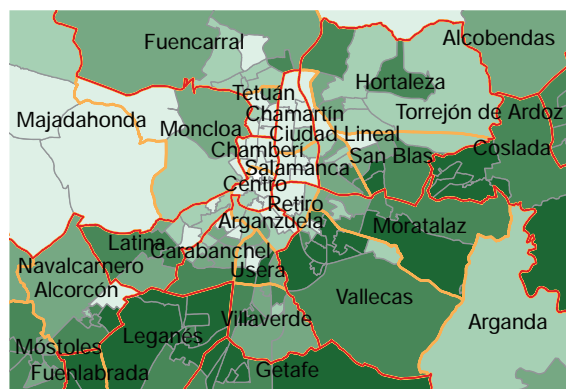 Fuencarral
Alcobendas
Hortaleza
Tetuán
Majadahonda
Chamartín
Torrejón de Ardoz
Moncloa
Ciudad Lineal
Chamberí
San Blas
Coslada
Salamanca
Centro
Retiro
Arganzuela
Moratalaz
Latina
Carabanchel
Navalcarnero
Usera
Alcorcón
Vallecas
Villaverde
Arganda
Leganés
Móstoles
Getafe
Fuenlabrada